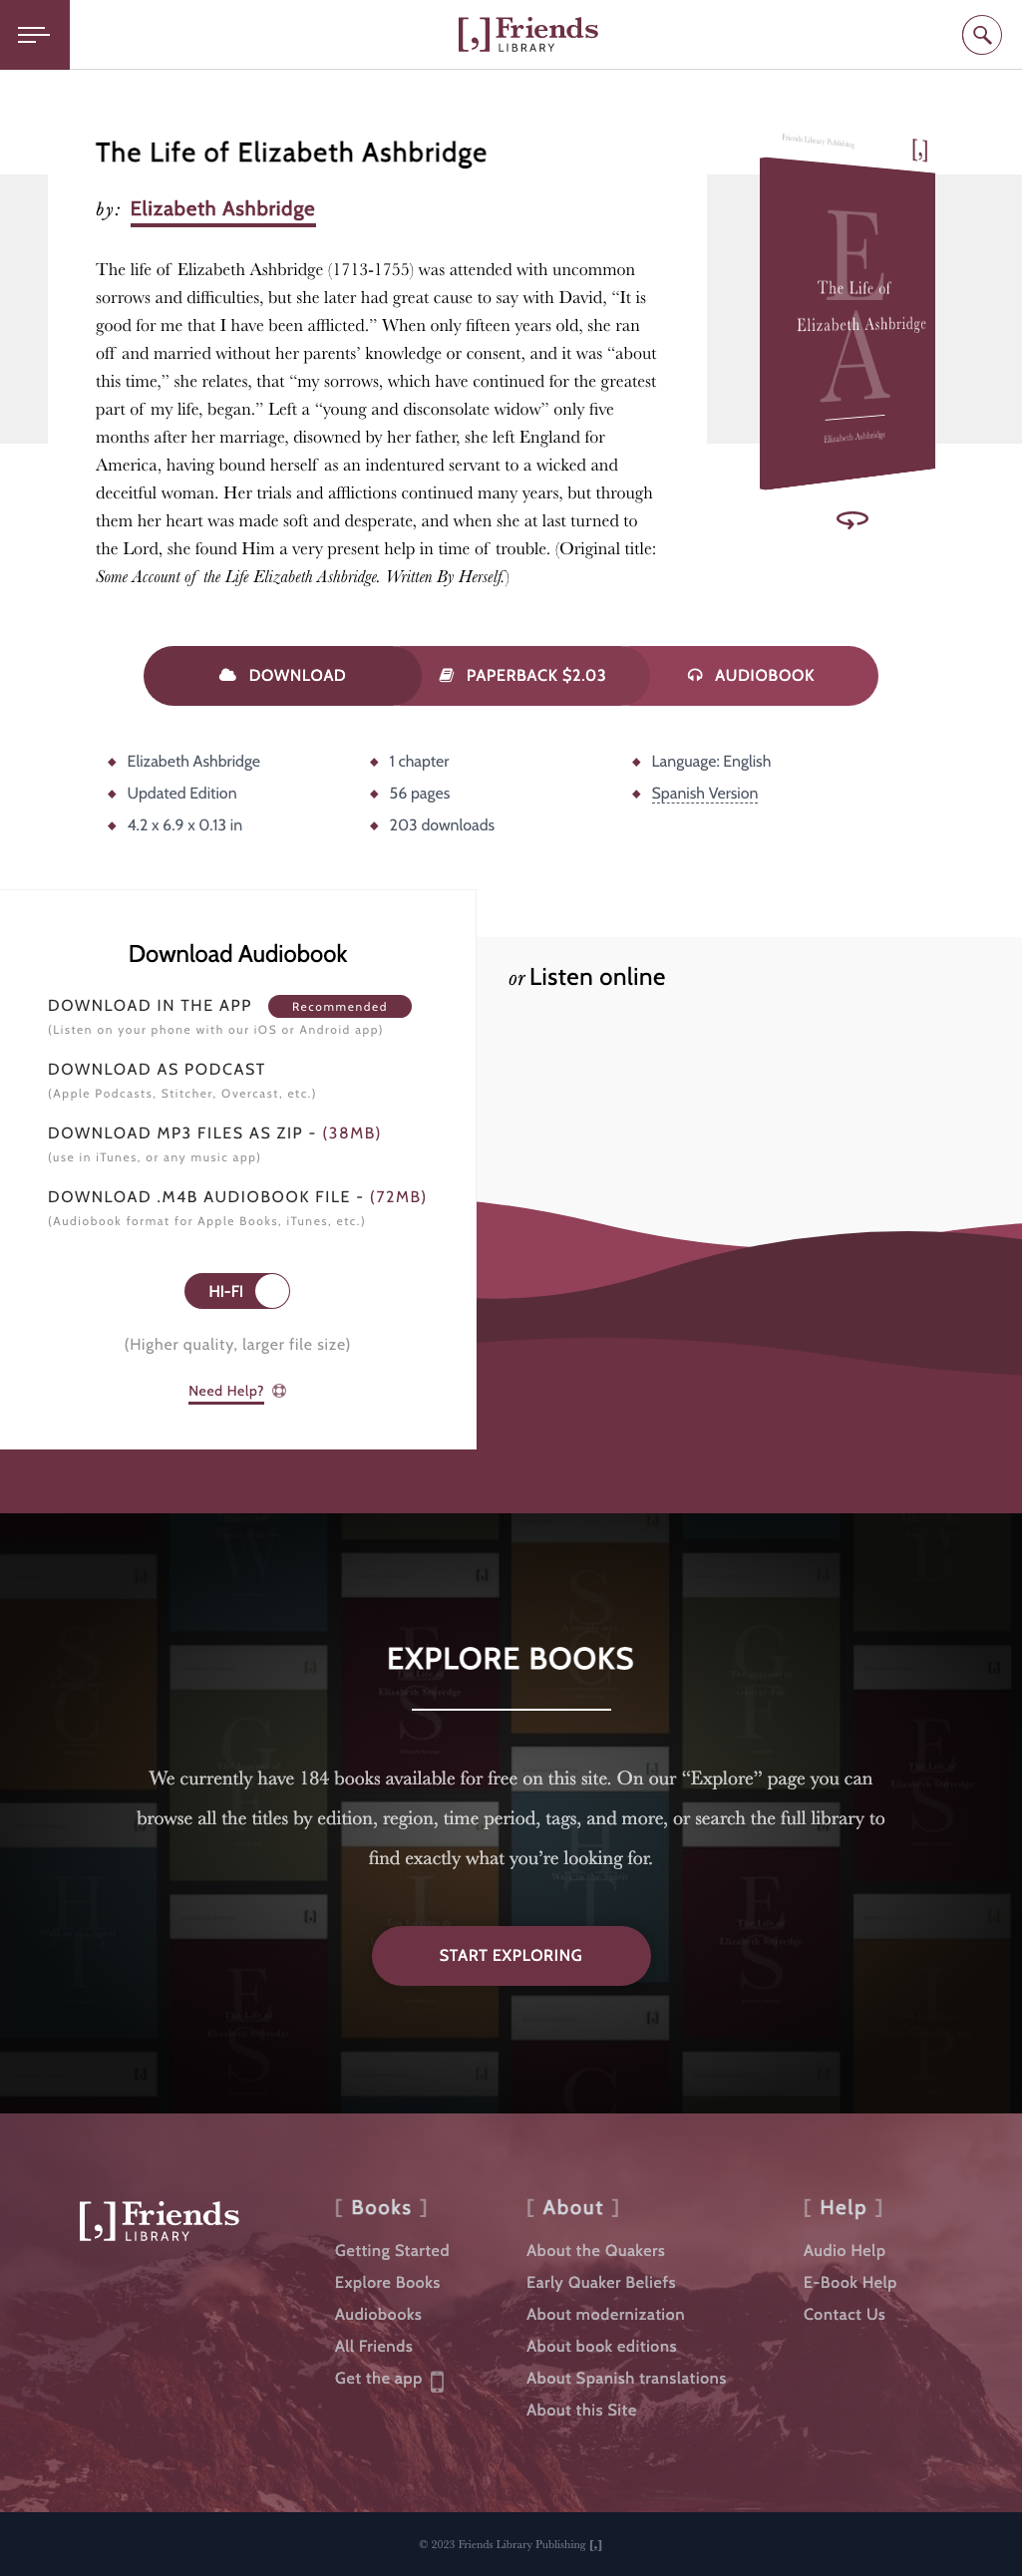 [,] Friends
LIBRARY
The Life of Elizabeth Ashbridge
by: Elizabeth Ashbridge
The life of Elizabeth Ashbridge (1713-1755) was attended with uncommon
sorrows and difficulties, but she later had great cause to say with David, “It is
good for me that I have been afflicted.” When only fifteen years old, she ran
off and married without her parents’ knowledge or consent, and it was “about
this time,” she relates, that “my sorrows, which have continued for the greatest
part of my life, began.” Left a “young and disconsolate widow” only five
months after her marriage, disowned by her father, she left England for
America, having bound herself as an indentured servant to a wicked and
deceitful woman. Her trials and afflictions continued many years, but through
them her heart was made soft and desperate, and when she at last turned to
the Lord, she found Him a very present help in time of trouble. (Original title:
Some Account of the Life Elizabeth Ashbridge. Written By Herself.)
Friends Library Publishing [,]
E
A
The Life of
Elizabeth Ashbridge
Elizabeth Ashbridge
DOWNLOAD
PAPERBACK $2.03
AUDIOBOOK
Elizabeth Ashbridge
Updated Edition
4.2 x 6.9 x 0.13 in
1 chapter
56 pages
203 downloads
Language: English
Spanish Version
Download Audiobook
DOWNLOAD IN THE APP Recommended
(Listen on your phone with our iOS or Android app)
DOWNLOAD AS PODCAST
(Apple Podcasts, Stitcher, Overcast, etc.)
DOWNLOAD MP3 FILES AS ZIP - (38MB)
(use in iTunes, or any music app)
DOWNLOAD .M4B AUDIOBOOK FILE - (72MB)
(Audiobook format for Apple Books, iTunes, etc.)
HI-FI
(Higher quality, larger file size)
Need Help?
or Listen online
EXPLORE BOOKS
We currently have 184 books available for free on this site. On our “Explore” page you can
browse all the titles by edition, region, time period, tags, and more, or search the full library to
find exactly what you’re looking for.
START EXPLORING
[,] Friends
LIBRARY
[ Books ]
Getting Started
Explore Books
Audiobooks
All Friends
Get the app
[ About ]
About the Quakers
Early Quaker Beliefs
About modernization
About book editions
About Spanish translations
About this Site
[ Help ]
Audio Help
E-Book Help
Contact Us
© 2023 Friends Library Publishing [,]